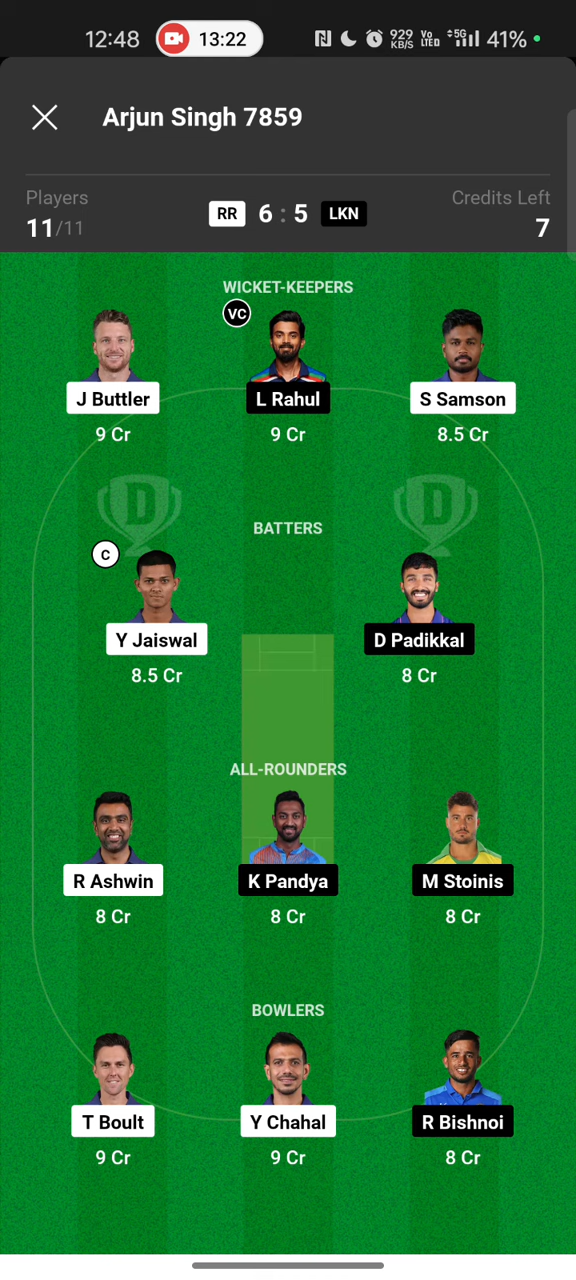 12:48 13:22 929 KB/S Vo LTED 5G 41%
Arjun Singh 7859
Players Credits Left
11/11 RR 6 : 5 LKN 7
WICKET-KEEPERS
VC
J Buttler L Rahul S Samson
9 Cr 9 Cr 8.5 Cr
D D
BATTERS
C
Y Jaiswal D Padikkal
8.5 Cr 8 Cr
ALL-ROUNDERS
R Ashwin K Pandya M Stoinis
8 Cr 8 Cr 8 Cr
BOWLERS
T Boult Y Chahal R Bishnoi
9 Cr 9 Cr 8 Cr